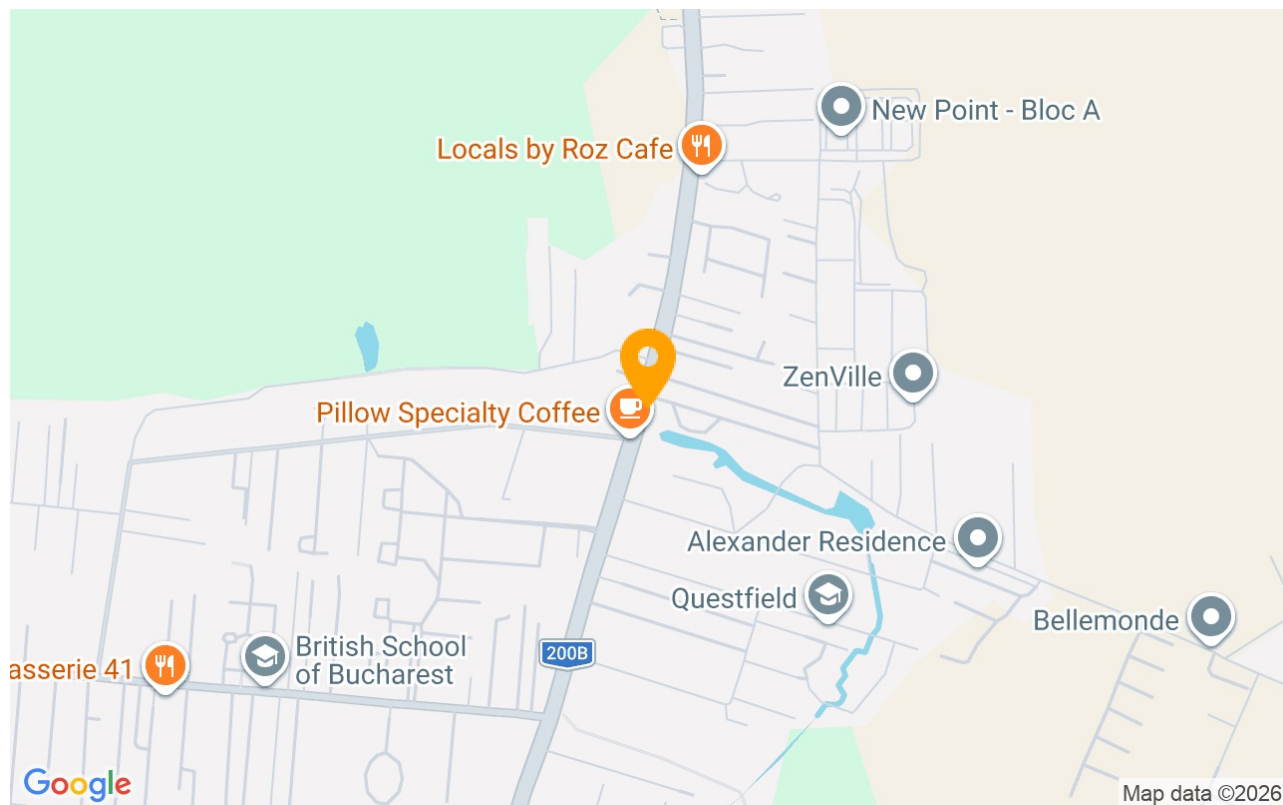 New Point - Bloc A
Locals by Roz Cafe
ZenVille
Pillow Specialty Coffee
Alexander Residence
Questfield
Bellemonde
British School
of Bucharest
200B
asserie 41
Google
Map data ©2026